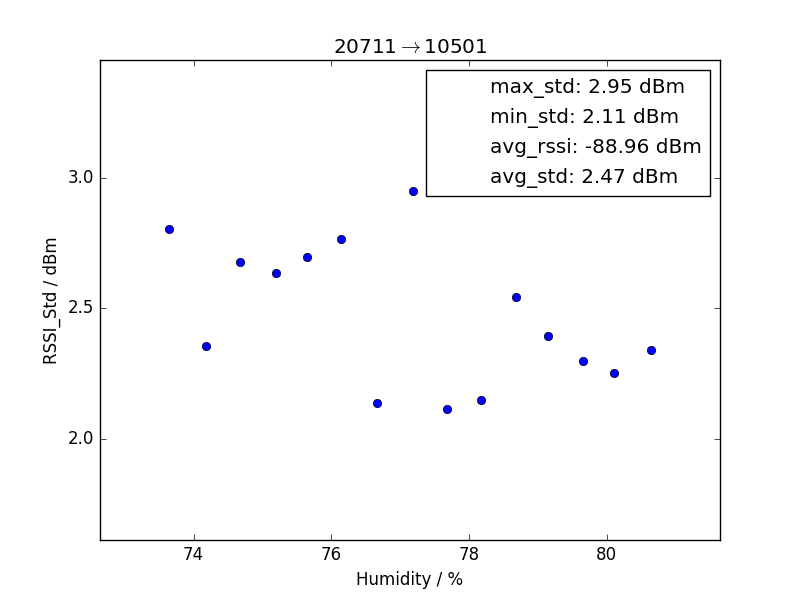 20711→10501
max_std: 2.95 dBm
min_std: 2.11 dBm
avg_rssi: -88.96 dBm
avg_std: 2.47 dBm
3.0
2.5
2.0
RSSI_Std / dBm
74 76 78 80
Humidity / %